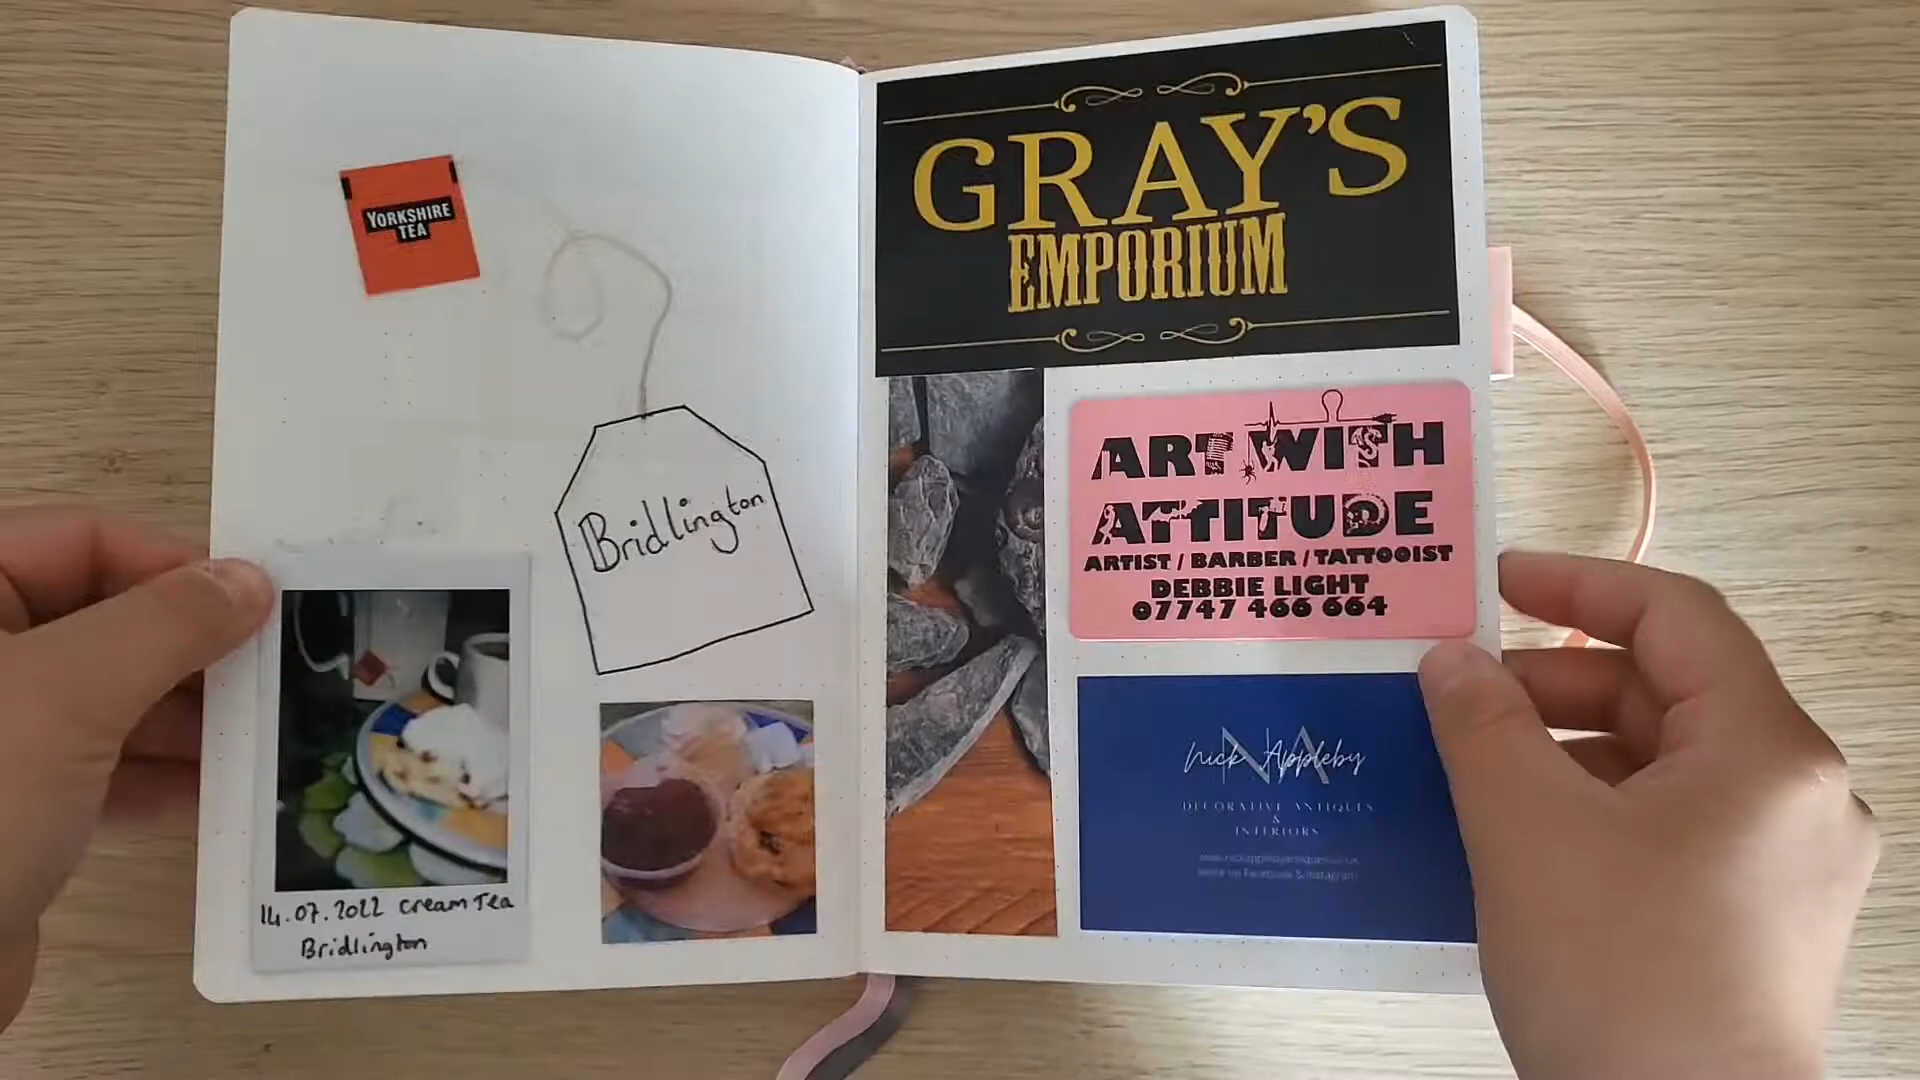 YORKSHIRE
TEA
Bridlington
14.07.2022 Cream Tea
Bridlington
GRAY'S
EMPORIUM
ART WITH
ATTITUDE
ARTIST / BARBER / TATTOOIST
DEBBIE LIGHT
07747 466 664
NA
Nick Appleby
DECORATIVE ANTIQUES
&
INTERIORS